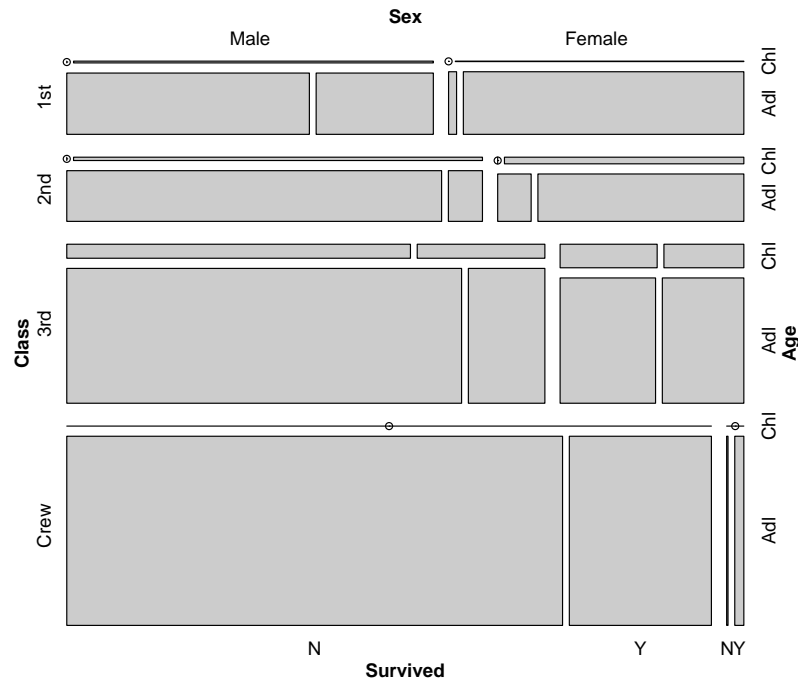 Sex
Male Female
1st Chl
Adl
2nd Chl
Adl
Class 3rd Chl
Adl Age
Crew Chl
Adl
N Y NY
Survived